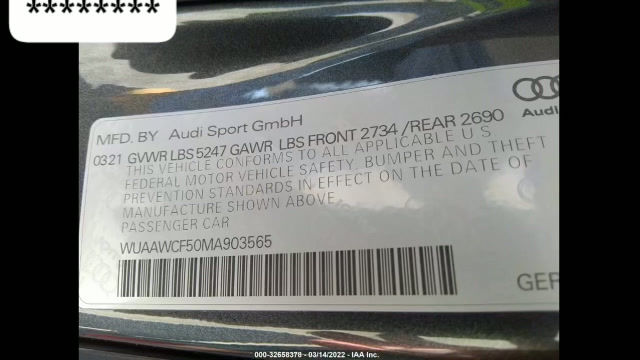 ********
MFD. BY Audi Sport GmbH
Audi
0321 GVWR LBS 5247 GAWR LBS FRONT 2734 /REAR 2690
THIS VEHICLE CONFORMS TO ALL APPLICABLE U S
FEDERAL MOTOR VEHICLE SAFETY, BUMPER AND THEFT
PREVENTION STANDARDS IN EFFECT ON THE DATE OF
MANUFACTURE SHOWN ABOVE.
PASSENGER CAR
WUAAWCF50MA903565
GER
000-32658378 - 03/14/2022 - IAA Inc.